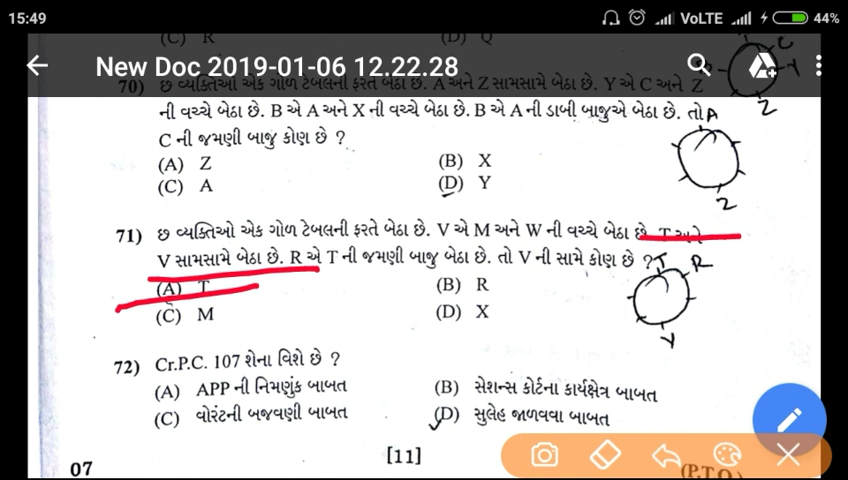 15:49
VoLTE
44%
(C) R
(D) Q
New Doc 2019-01-06 12.22.28
C
Y
Z
70) છ વ્યક્તિઓ એક ગોળ ટેબલની ફરતે બેઠા છે. A અને Z સામસામે બેઠા છે. Y એ C અને Z
ની વચ્ચે બેઠા છે. B એ A અને X ની વચ્ચે બેઠા છે. B એ A ની ડાબી બાજુએ બેઠા છે. તો
C ની જમણી બાજુ કોણ છે ?
(A) Z
(B) X
(C) A
(D) Y
A
Z
71) છ વ્યક્તિઓ એક ગોળ ટેબલની ફરતે બેઠા છે. V એ M અને W ની વચ્ચે બેઠા છે. T અને
V સામસામે બેઠા છે. R એ T ની જમણી બાજુ બેઠા છે. તો V ની સામે કોણ છે ?
(A) T
(B) R
(C) M
(D) X
T
R
V
72) Cr.P.C. 107 શેના વિશે છે ?
(A) APP ની નિમણુંક બાબત
(B) સેશન્સ કોર્ટના કાર્યક્ષેત્ર બાબત
(C) વોરંટની બજવણી બાબત
(D) સુલેહ જાળવવા બાબત
07
[11]
(P.T.O.)